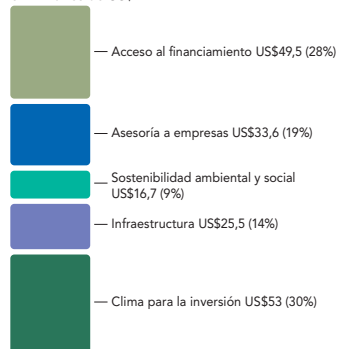 Acceso al financiamiento US$49,5 (28%)
Asesoría a empresas US$33,6 (19%)
Sostenibilidad ambiental y social
US$16,7 (9%)
Infraestructura US$25,5 (14%)
Clima para la inversión US$53 (30%)